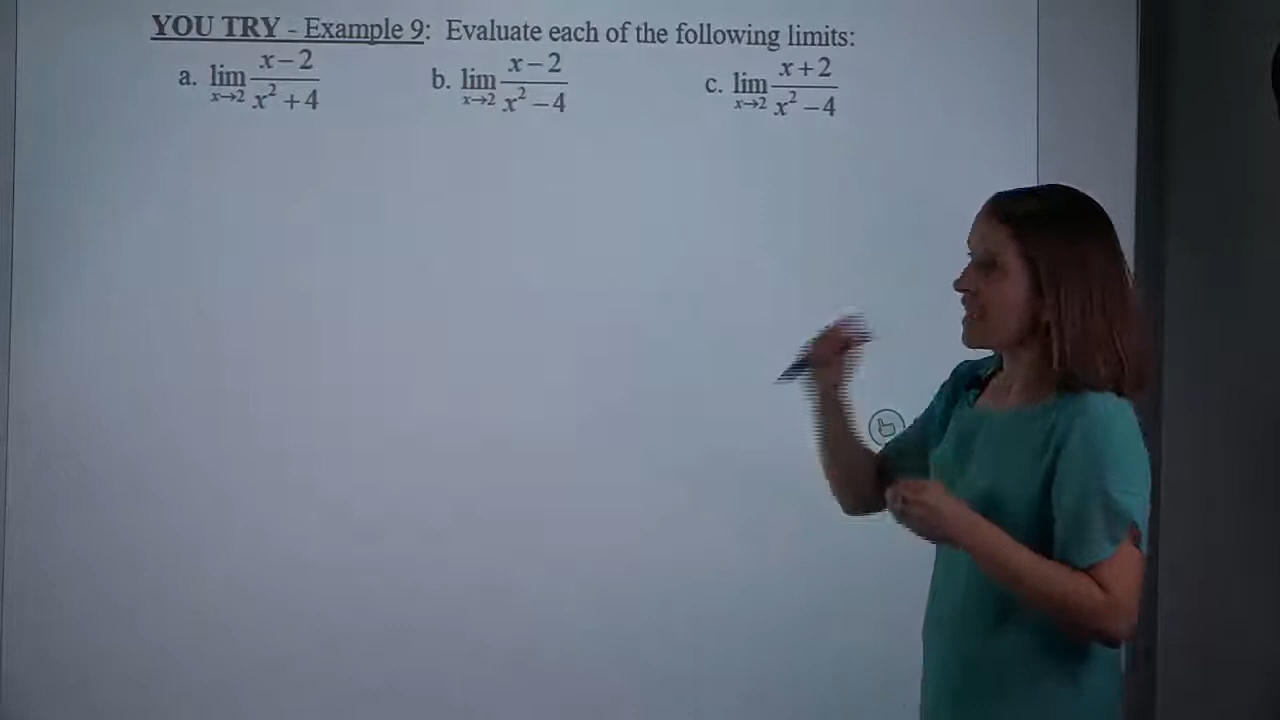 YOU TRY - Example 9: Evaluate each of the following limits:
a. lim x→2 (x-2)/(x²+4) b. lim x→2 (x-2)/(x²-4) c. lim x→2 (x+2)/(x²-4)